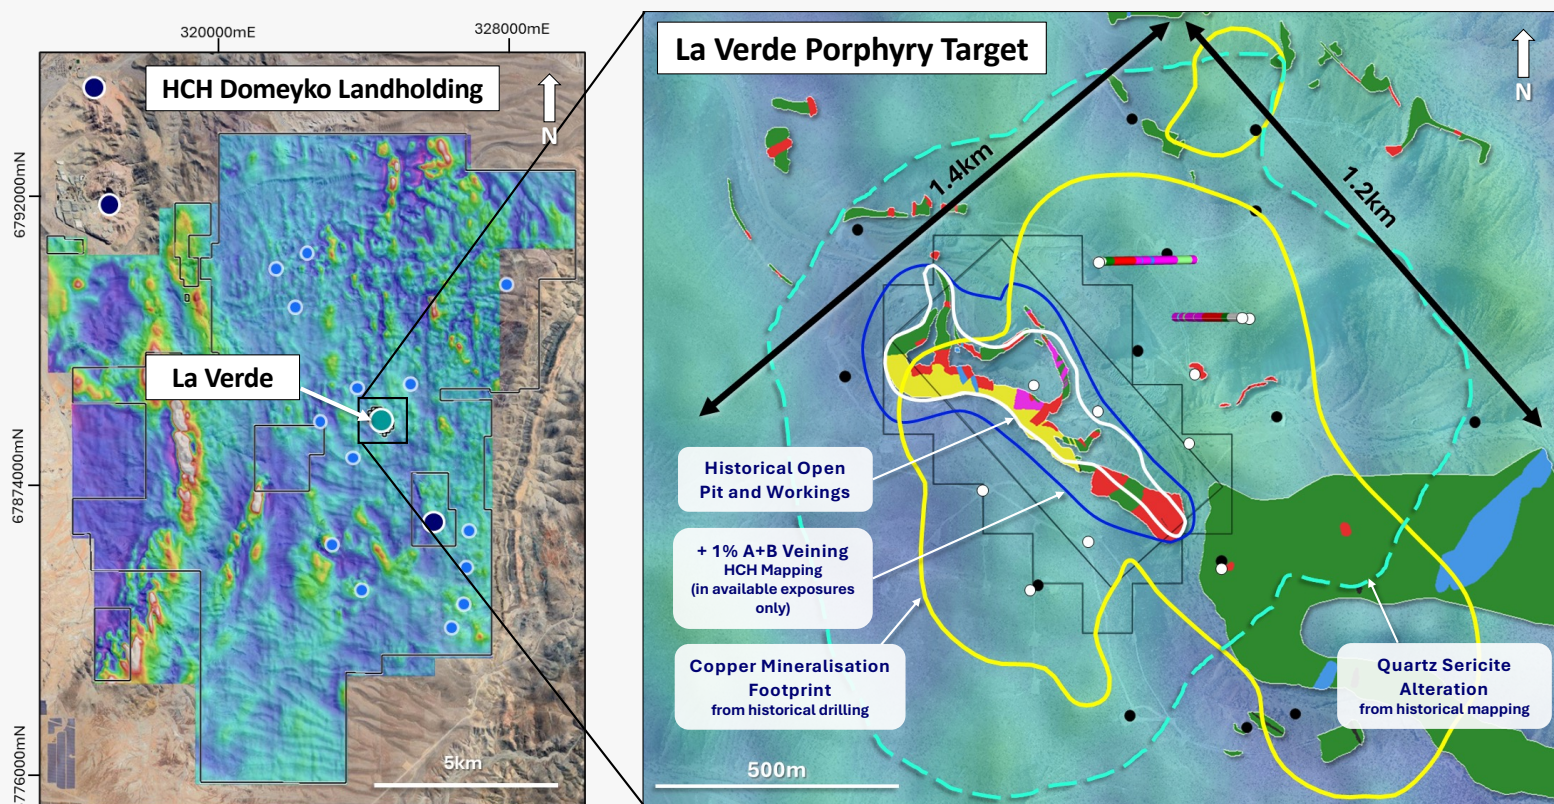 320000mE
328000mE
HCH Domeyko Landholding
N
6792000mN
6784000mN
776000mN
La Verde
5km
La Verde Porphyry Target
N
1.4km
1.2km
Historical Open
Pit and Workings
+ 1% A+B Veining
HCH Mapping
(in available exposures
only)
Copper Mineralisation
Footprint
from historical drilling
Quartz Sericite
Alteration
from historical mapping
500m